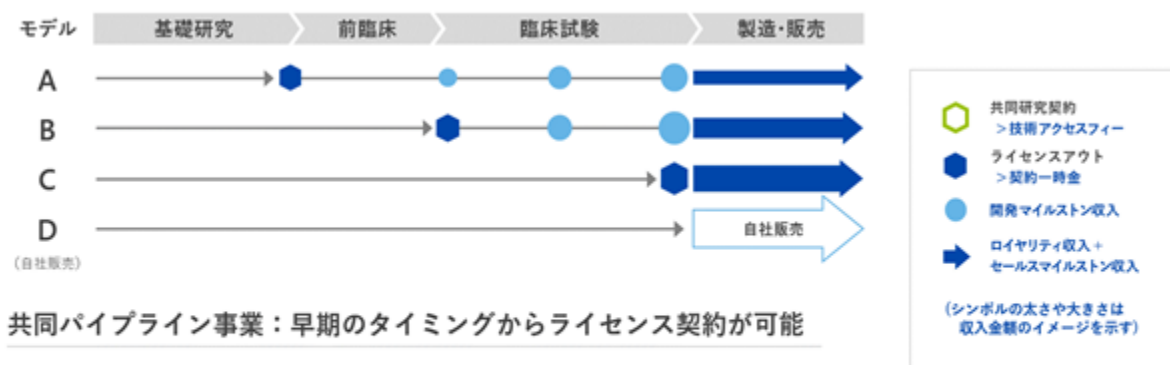 モデル 基礎研究 前臨床 臨床試験 製造・販売
A
B
C
D 自社販売
(自社販売)
共同パイプライン事業：早期のタイミングからライセンス契約が可能
共同研究契約
>技術アクセスフィー
ライセンスアウト
>契約一時金
開発マイルストン収入
ロイヤリティ収入+
セールスマイルストン収入
(シンボルの太さや大きさは
収入金額のイメージを示す)